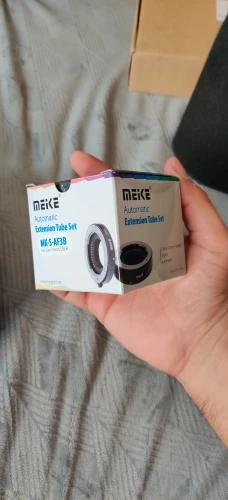 MEIKE
Automatic
Extension Tube Set
MK-S-AF3B
MEIKE
Automatic
Extension Tube Set